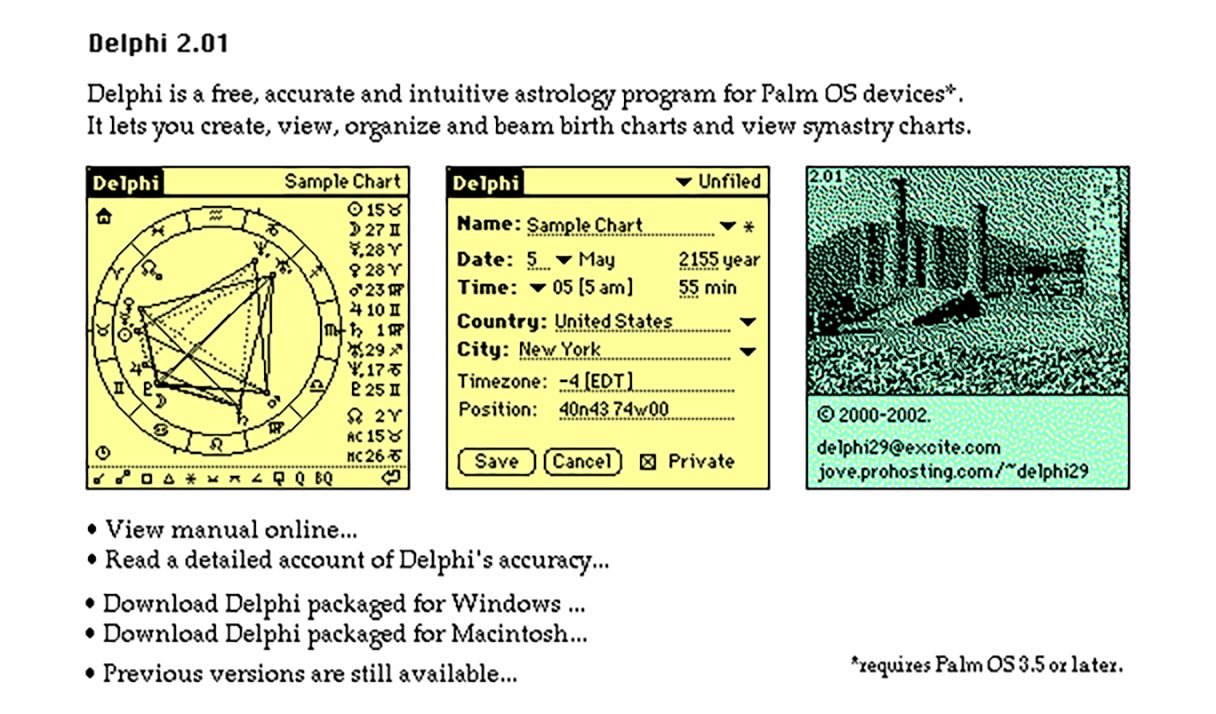 Delphi 2.01
Delphi is a free, accurate and intuitive astrology program for Palm OS devices*.
It lets you create, view, organize and beam birth charts and view synastry charts.
Delphi Sample Chart
☉ 15 ♉
☽ 27 ♊
☿, 28 ♈
♀ 28 ♈
♂ 23 ♍
♃ 10 ♊
♄ 1 ♍
♅, 29 ♐
♆, 17 ♑
♇ 25 ♊
☊ 2 ♈
AC 15 ♉
MC 26 ♑
Q BQ
Delphi Unfiled
Name: Sample Chart *
Date: 5 May 2155 year
Time: 05 [5 am] 55 min
Country: United States
City: New York
Timezone: -4 [EDT]
Position: 40n43 74w00
Save Cancel Private
2.01
© 2000-2002.
delphi29@excite.com
jove.prohosting.com/~delphi29
• View manual online...
• Read a detailed account of Delphi's accuracy...
• Download Delphi packaged for Windows ...
• Download Delphi packaged for Macintosh...
• Previous versions are still available...
*requires Palm OS 3.5 or later.